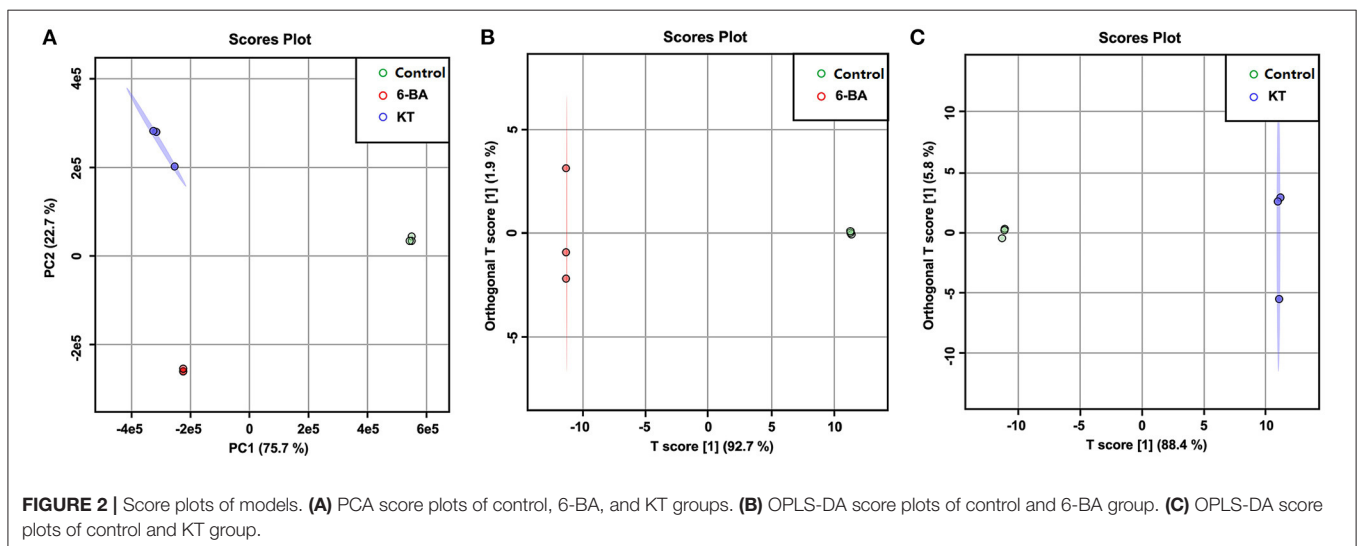 A
Scores Plot
Control
6-BA
KT
4e5
2e5
0
-2e5
PC2 (22.7 %)
-4e5 -2e5 0 2e5 4e5 6e5
PC1 (75.7 %)
B
Scores Plot
Control
6-BA
5
0
-5
Orthogonal T score [1] (1.9 %)
-10 -5 0 5 10
T score [1] (92.7 %)
C
Scores Plot
Control
KT
10
5
0
-5
-10
Orthogonal T score [1] (5.8 %)
-10 -5 0 5 10
T score [1] (88.4 %)
FIGURE 2 | Score plots of models. (A) PCA score plots of control, 6-BA, and KT groups. (B) OPLS-DA score plots of control and 6-BA group. (C) OPLS-DA score
plots of control and KT group.